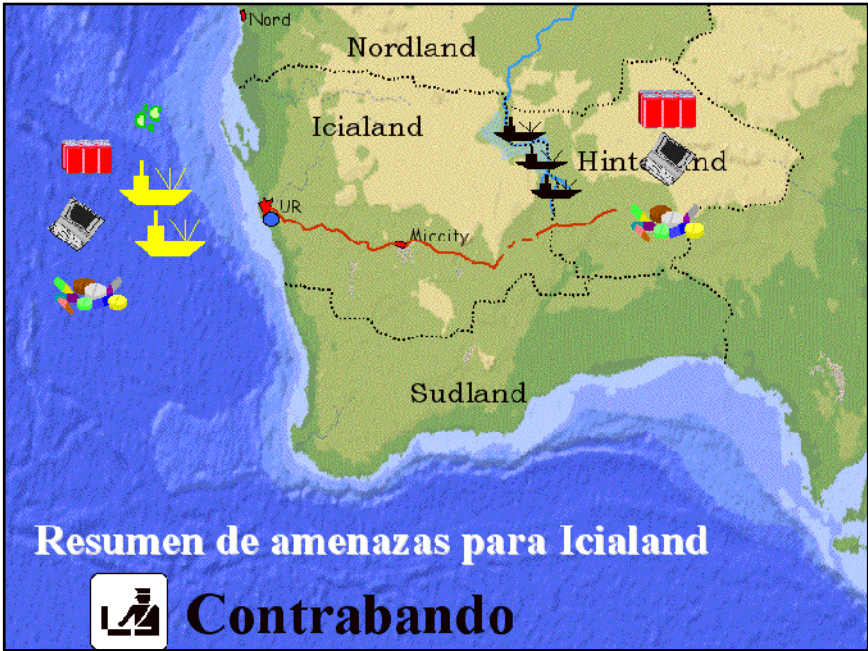 Nord
Nordland
Icialand
Hinterland
UR
Miccity
Sudland
Resumen de amenazas para Icialand
Contrabando